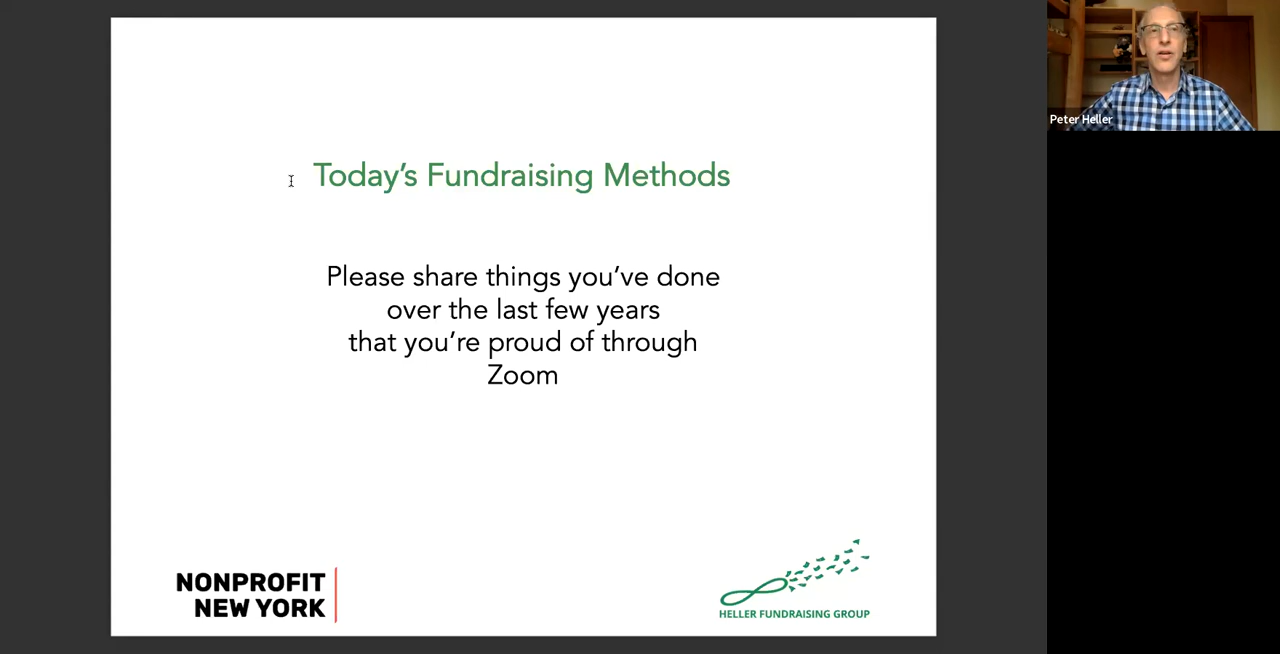 Today's Fundraising Methods
Please share things you've done
over the last few years
that you're proud of through
Zoom
NONPROFIT
NEW YORK
HELLER FUNDRAISING GROUP
Peter Heller